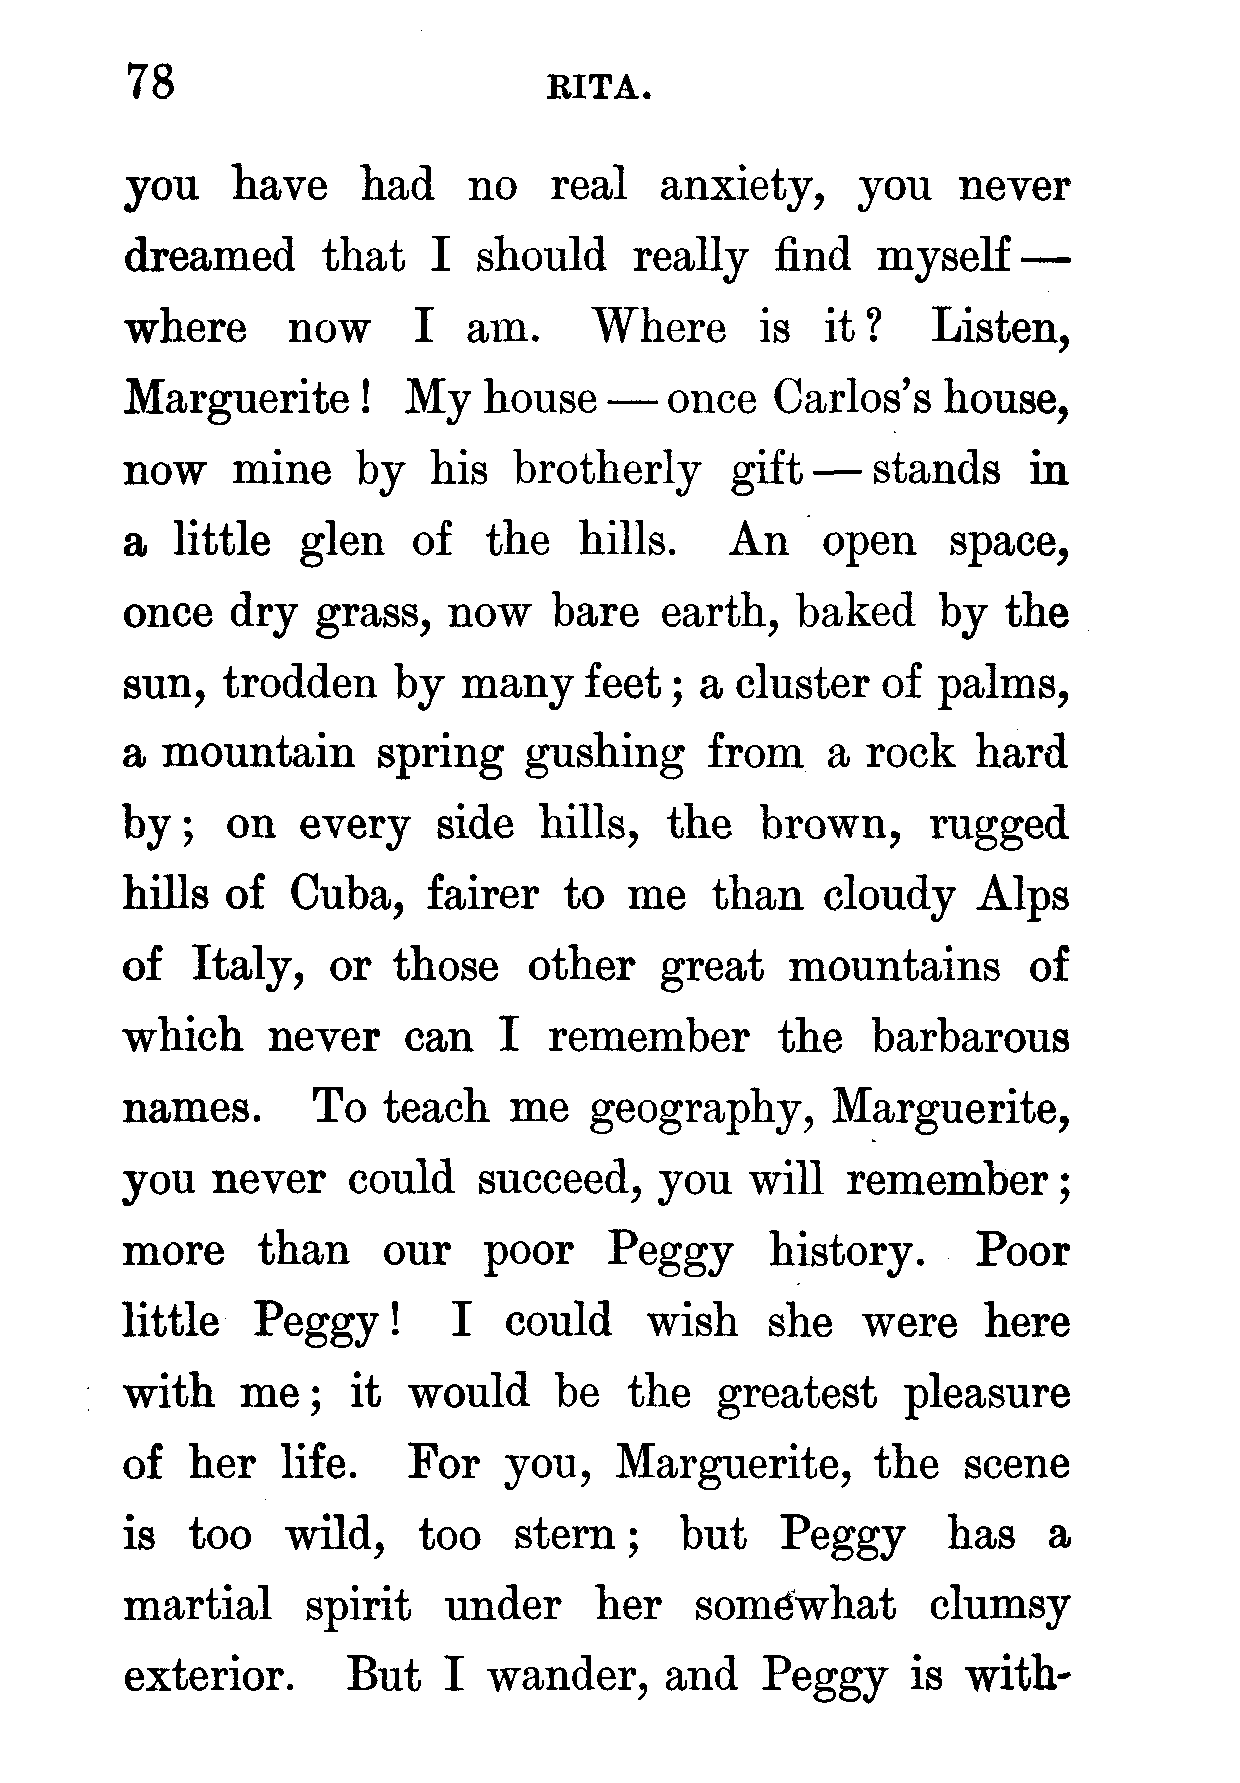 78 RITA.
you have had no real anxiety, you never
dreamed that I should really find myself —
where now I am. Where is it? Listen,
Marguerite! My house — once Carlos's house,
now mine by his brotherly gift — stands in
a little glen of the hills. An open space,
once dry grass, now bare earth, baked by the
sun, trodden by many feet; a cluster of palms,
a mountain spring gushing from a rock hard
by; on every side hills, the brown, rugged
hills of Cuba, fairer to me than cloudy Alps
of Italy, or those other great mountains of
which never can I remember the barbarous
names. To teach me geography, Marguerite,
you never could succeed, you will remember;
more than our poor Peggy history. Poor
little Peggy! I could wish she were here
with me; it would be the greatest pleasure
of her life. For you, Marguerite, the scene
is too wild, too stern; but Peggy has a
martial spirit under her somewhat clumsy
exterior. But I wander, and Peggy is with-